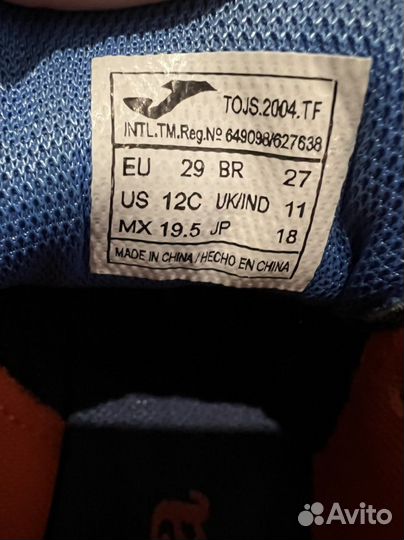 TOJS.2004.TF
INTL.TM.Reg.Nº 649098/627638
EU 29 BR 27
US 12C UK/IND 11
MX 19.5 JP 18
MADE IN CHINA / HECHO EN CHINA
Avito